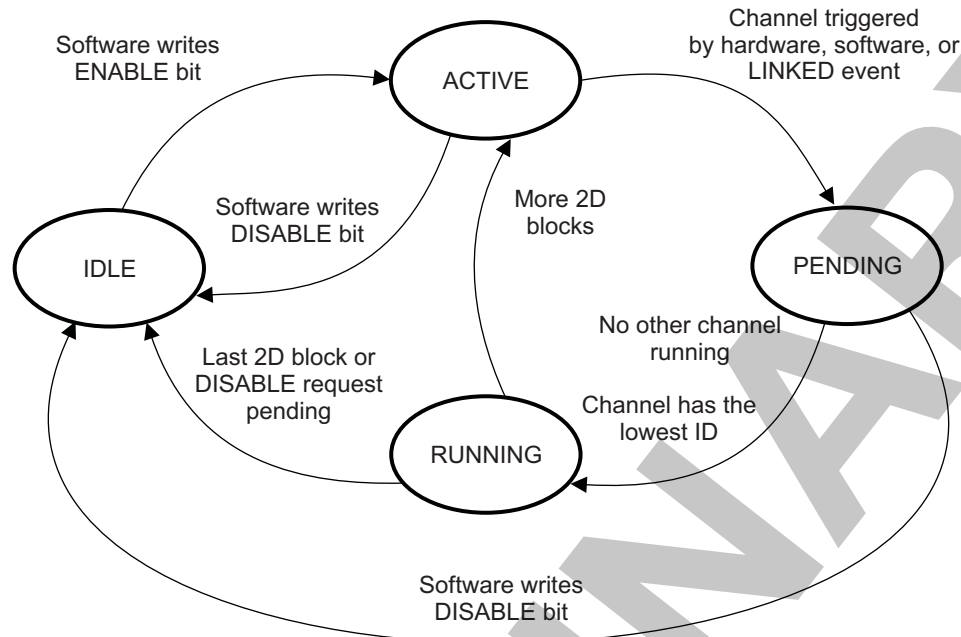 Software writes
ENABLE bit
ACTIVE
Channel triggered
by hardware, software, or
LINKED event
Software writes
DISABLE bit
More 2D
blocks
IDLE
PENDING
Last 2D block or
DISABLE request
pending
No other channel
running
Channel has the
lowest ID
RUNNING
Software writes
DISABLE bit